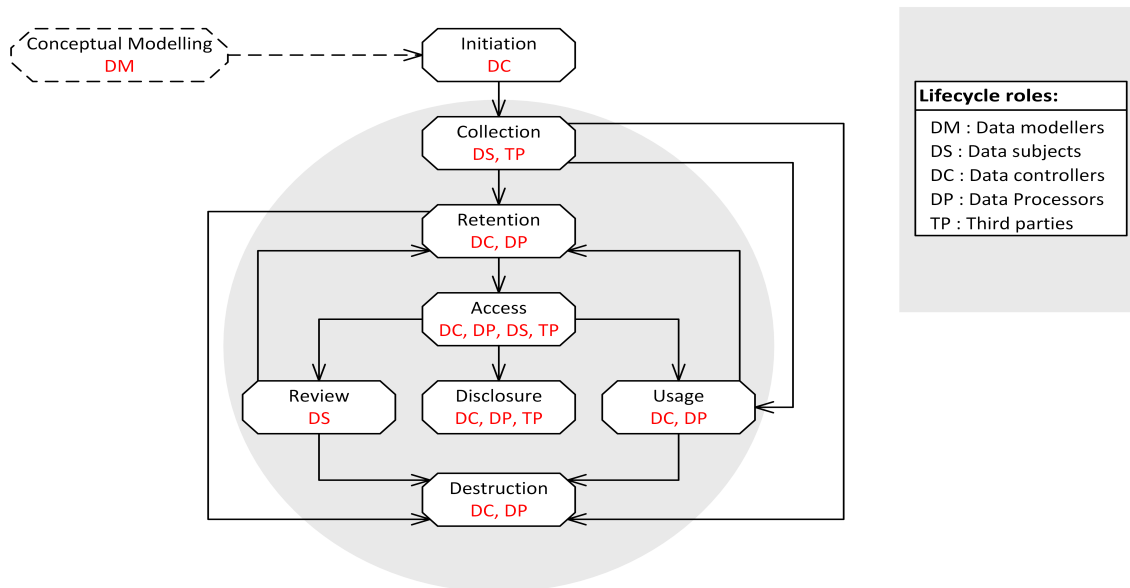 Conceptual Modelling
DM
Initiation
DC
Collection
DS, TP
Retention
DC, DP
Access
DC, DP, DS, TP
Review
DS
Disclosure
DC, DP, TP
Usage
DC, DP
Destruction
DC, DP
Lifecycle roles:
DM : Data modellers
DS : Data subjects
DC : Data controllers
DP : Data Processors
TP : Third parties